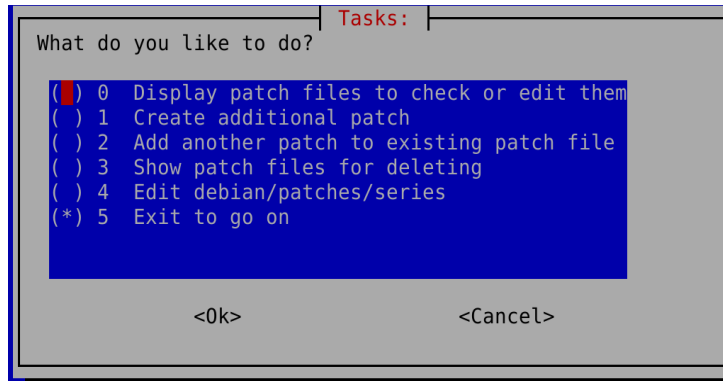 Tasks:
What do you like to do?
( ) 0 Display patch files to check or edit them
( ) 1 Create additional patch
( ) 2 Add another patch to existing patch file
( ) 3 Show patch files for deleting
( ) 4 Edit debian/patches/series
(*) 5 Exit to go on
<Ok> <Cancel>